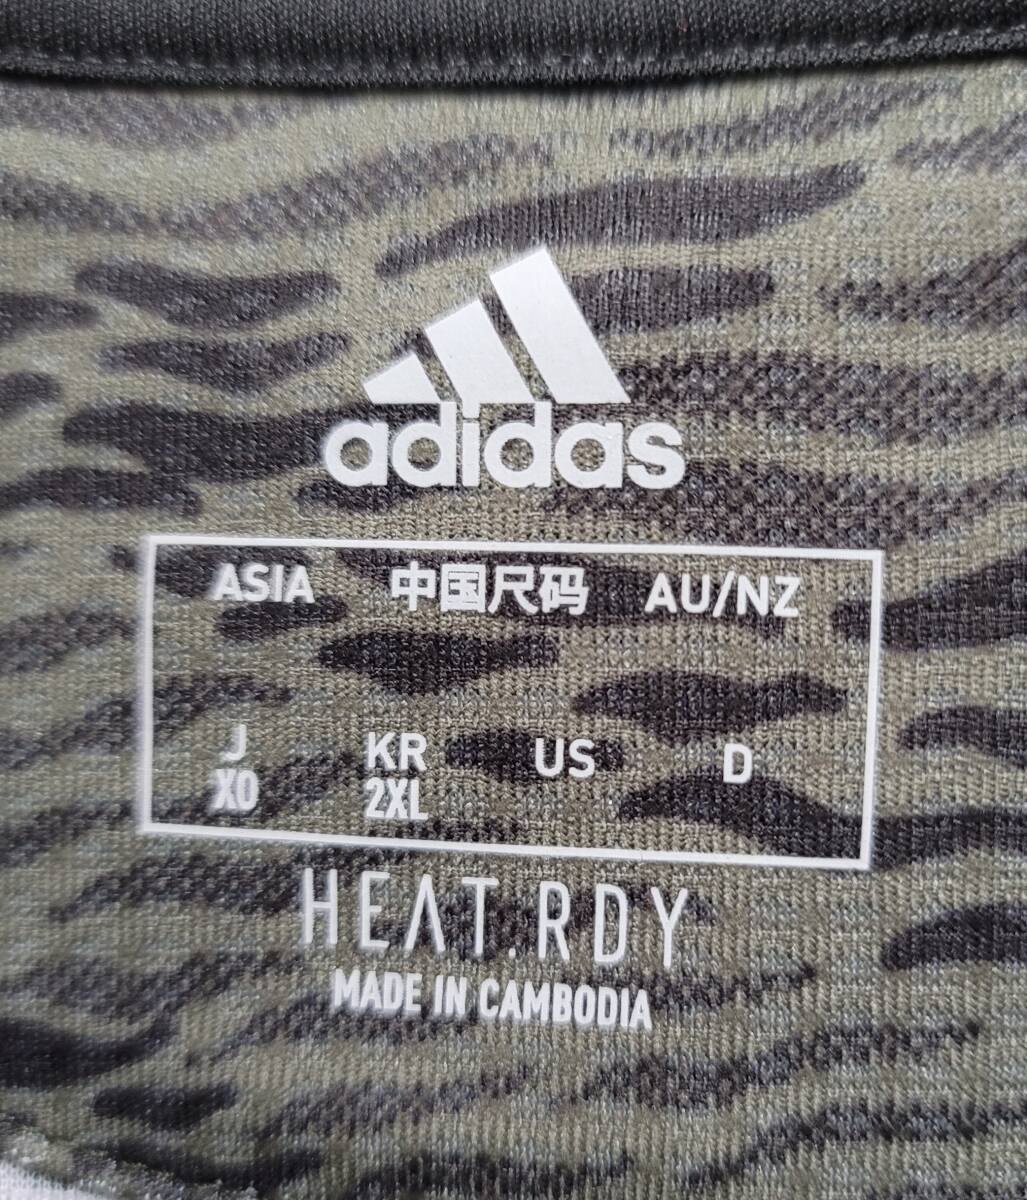 adidas
ASIA 中国尺码 AU/NZ
J KR US D
XO 2XL
HEAT.RDY
MADE IN CAMBODIA